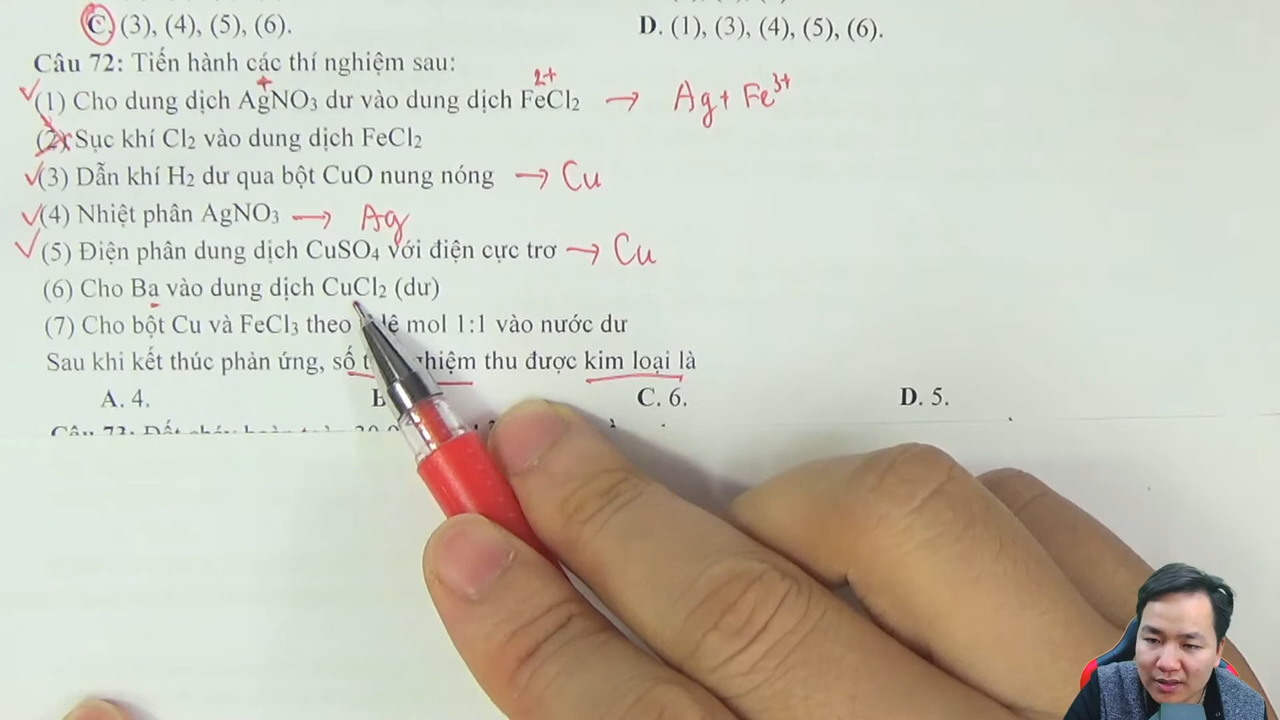 C. (3), (4), (5), (6). D. (1), (3), (4), (5), (6).
Câu 72: Tiến hành các thí nghiệm sau:
+ 2+
(1) Cho dung dịch AgNO3 dư vào dung dịch FeCl2 → Ag + Fe3+
(2) Sục khí Cl2 vào dung dịch FeCl2
(3) Dẫn khí H2 dư qua bột CuO nung nóng → Cu
(4) Nhiệt phân AgNO3 → Ag
(5) Điện phân dung dịch CuSO4 với điện cực trơ → Cu
(6) Cho Ba vào dung dịch CuCl2 (dư)
(7) Cho bột Cu và FeCl3 theo mol 1:1 vào nước dư
Sau khi kết thúc phản ứng, số thu được kim loại là
A. 4. C. 6. D. 5.